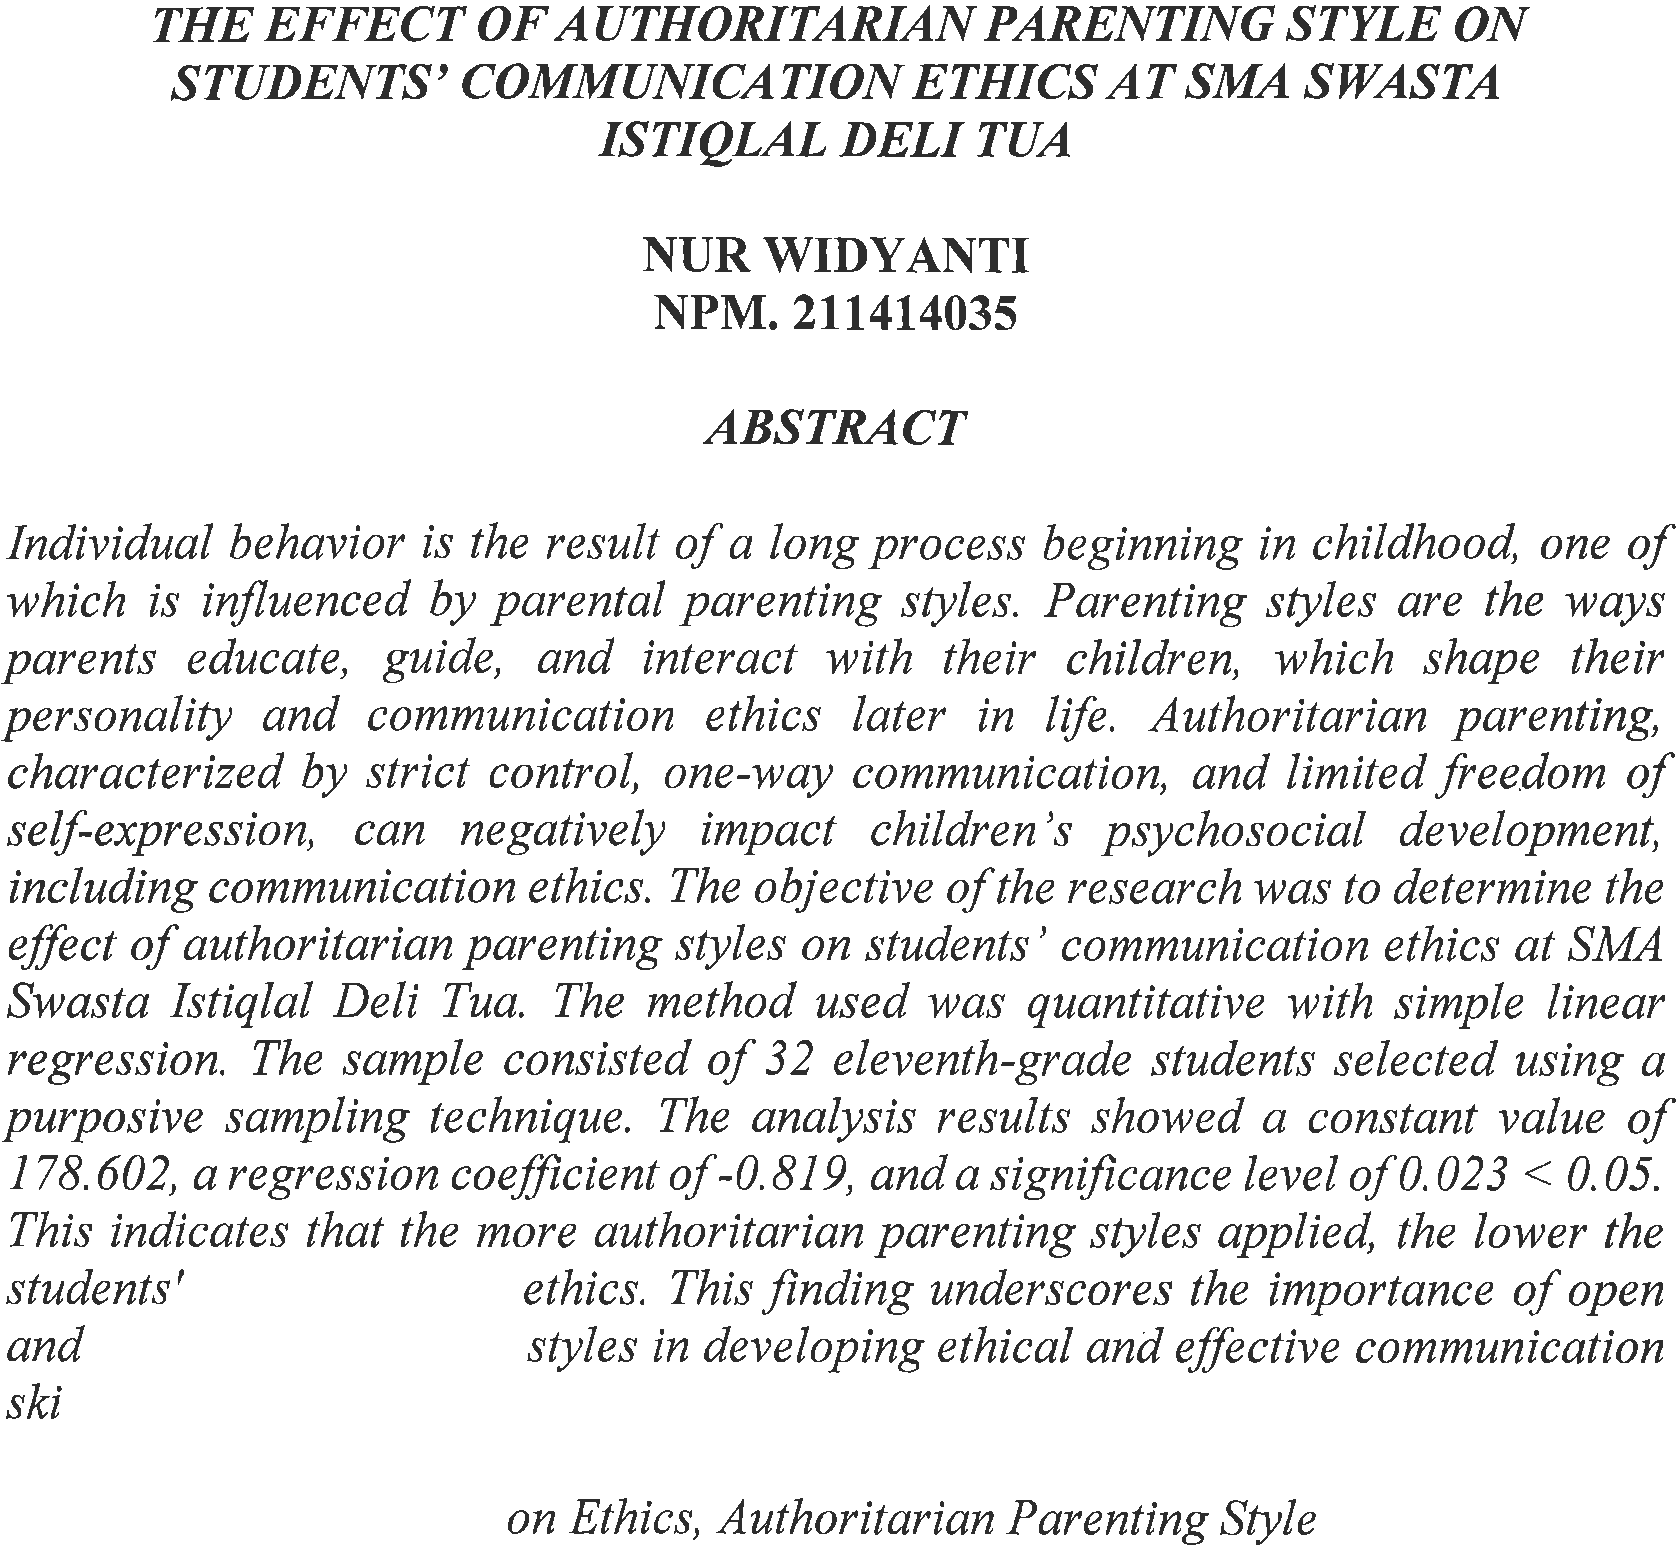 THE EFFECT OF AUTHORITARIAN PARENTING STYLE ON
STUDENTS’ COMMUNICATION ETHICS AT SMA SWASTA
ISTIQLAL DELI TUA
NUR WIDYANTI
NPM. 211414035
ABSTRACT
Individual behavior is the result of a long process beginning in childhood, one of
which is influenced by parental parenting styles. Parenting styles are the ways
parents educate, guide, and interact with their children, which shape their
personality and communication ethics later in life. Authoritarian parenting,
characterized by strict control, one-way communication, and limited freedom of
self-expression, can negatively impact children’s psychosocial development,
including communication ethics. The objective of the research was to determine the
effect of authoritarian parenting styles on students’ communication ethics at SMA
Swasta Istiqlal Deli Tua. The method used was quantitative with simple linear
regression. The sample consisted of 32 eleventh-grade students selected using a
purposive sampling technique. The analysis results showed a constant value of
178.602, a regression coefficient of -0.819, and a significance level of 0.023 < 0.05.
This indicates that the more authoritarian parenting styles applied, the lower the
students' ethics. This finding underscores the importance of open
and styles in developing ethical and effective communication
ski
on Ethics, Authoritarian Parenting Style